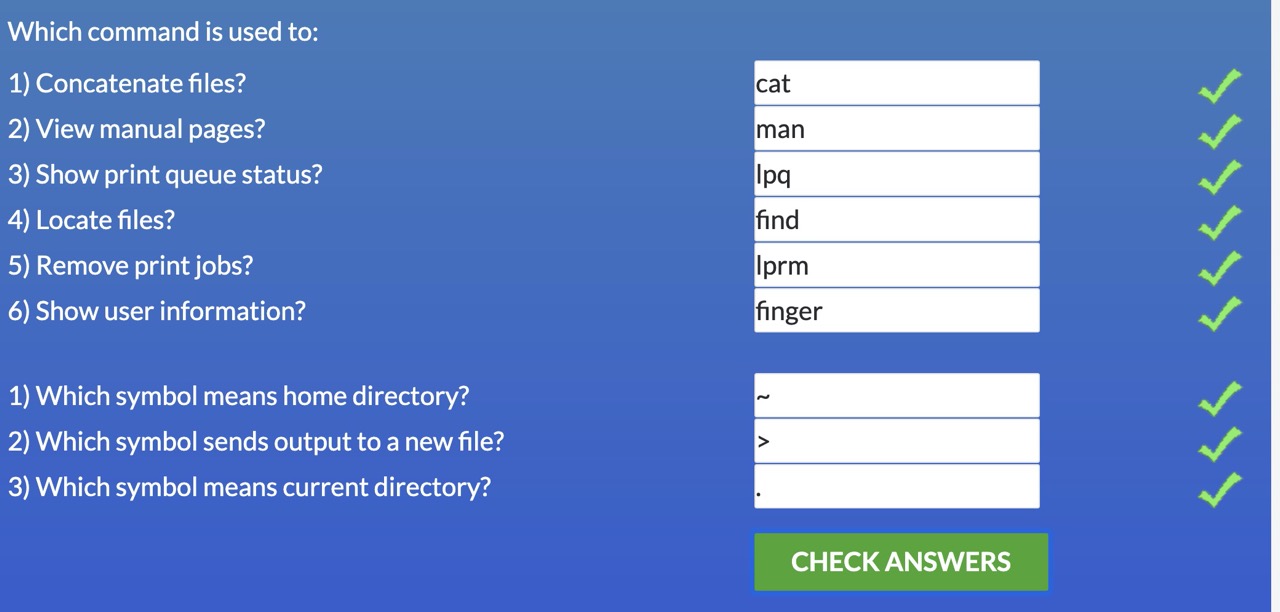 Which command is used to:
1) Concatenate files? cat
2) View manual pages? man
3) Show print queue status? lpq
4) Locate files? find
5) Remove print jobs? lprm
6) Show user information? finger
1) Which symbol means home directory? ~
2) Which symbol sends output to a new file? >
3) Which symbol means current directory? .
CHECK ANSWERS